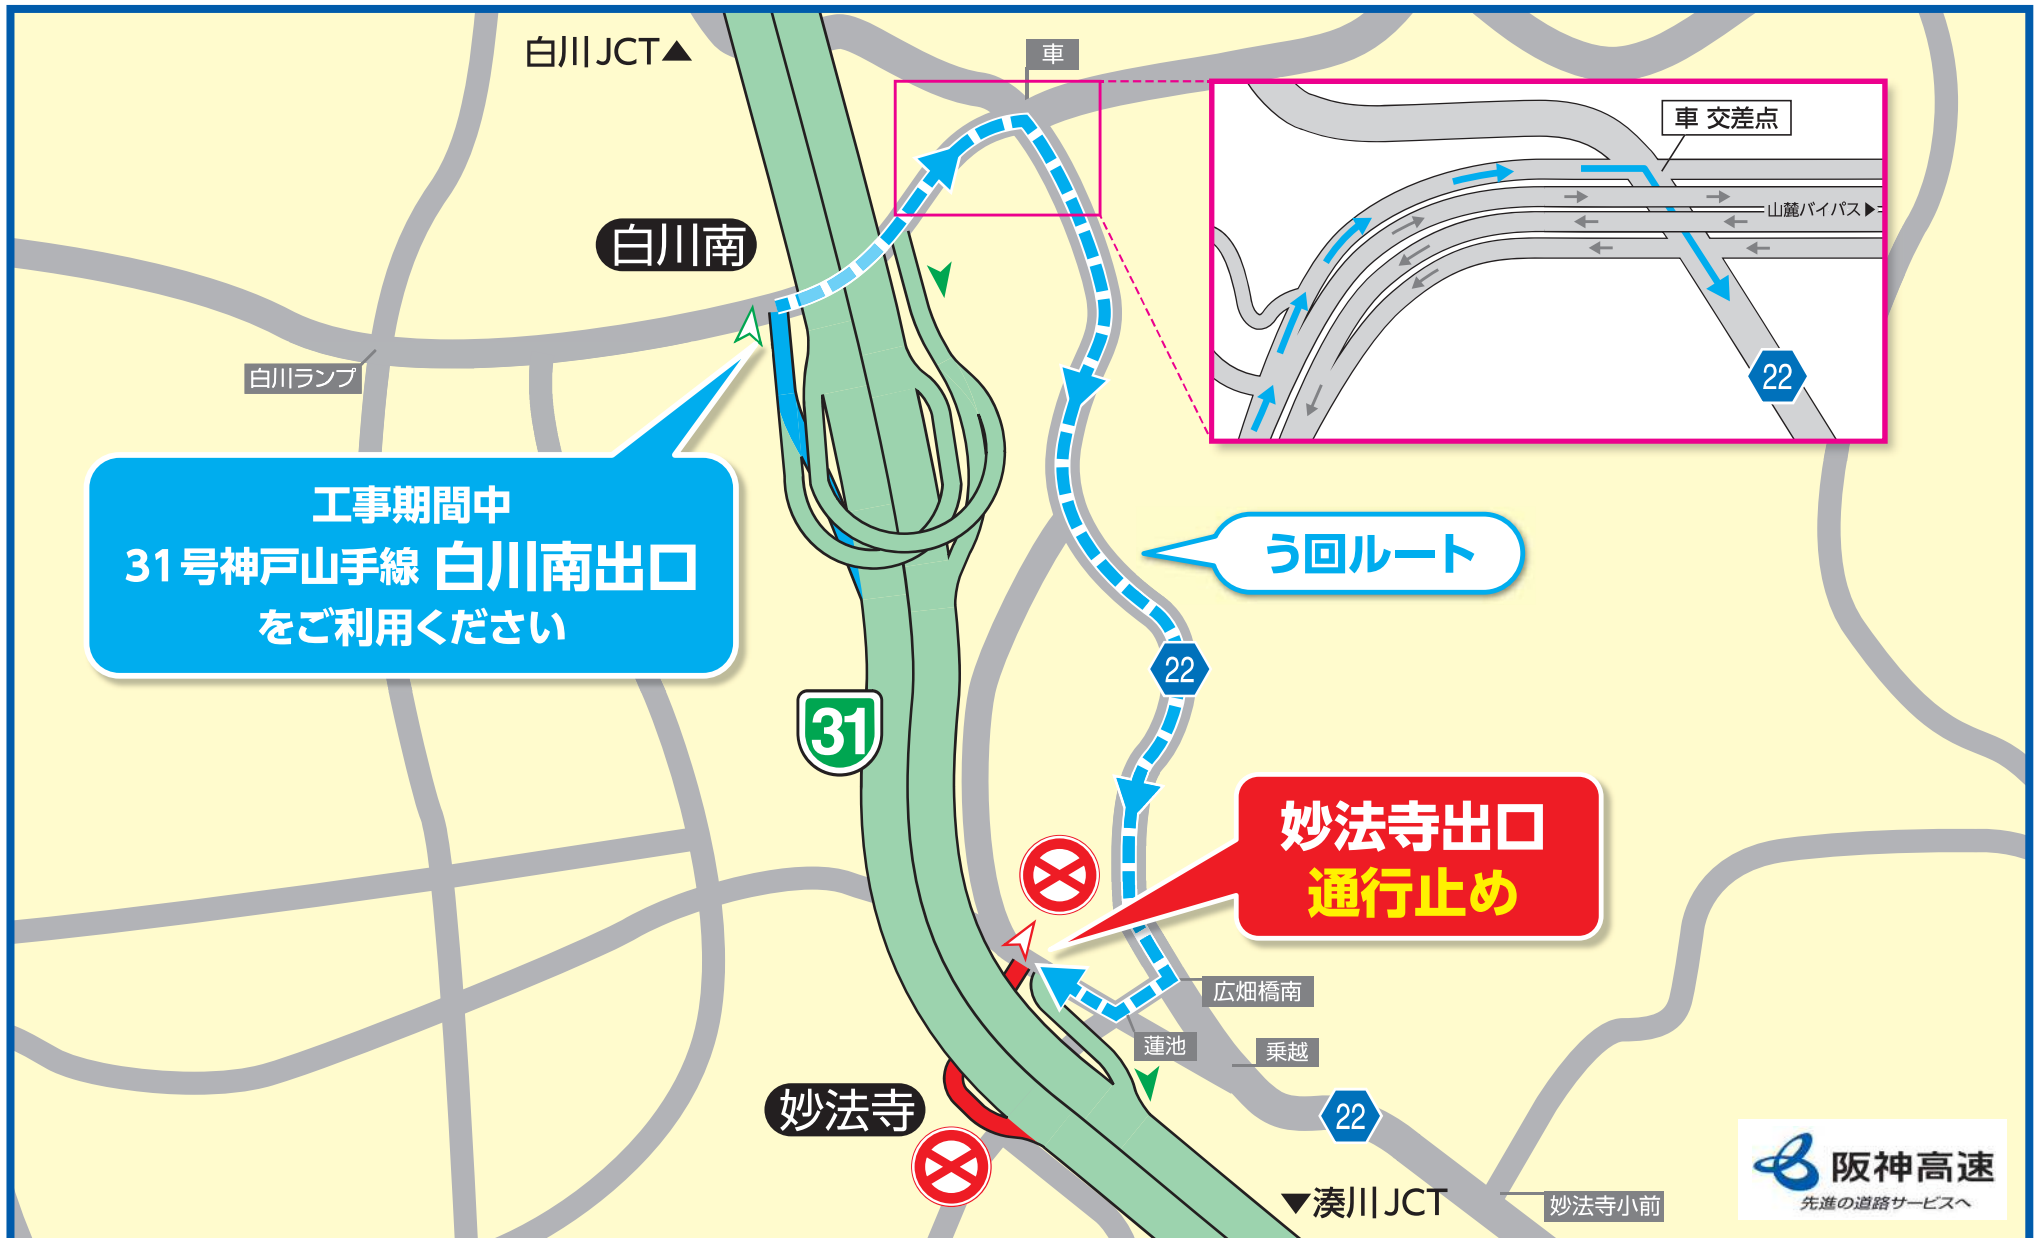 白川JCT▲
車
車 交差点
山麓バイパス▶
22
白川南
白川ランプ
工事期間中
31号神戸山手線 白川南出口
をご利用ください
う回ルート
22
31
妙法寺出口
通行止め
広畑橋南
蓮池
乗越
妙法寺
22
▼湊川JCT
妙法寺小前
阪神高速
先進の道路サービスへ